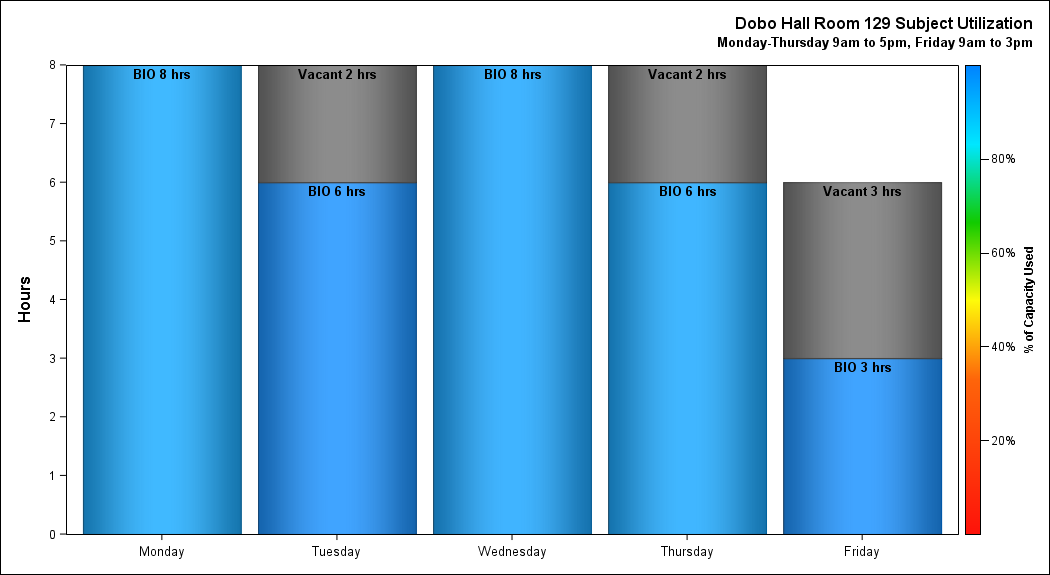 Dobo Hall Room 129 Subject Utilization
Monday-Thursday 9am to 5pm, Friday 9am to 3pm
8
7
6
5
4
3
2
1
0
Hours
BIO 8 hrs
Vacant 2 hrs
BIO 6 hrs
BIO 8 hrs
Vacant 2 hrs
BIO 6 hrs
Vacant 3 hrs
BIO 3 hrs
Monday
Tuesday
Wednesday
Thursday
Friday
80%
60%
40%
20%
% of Capacity Used